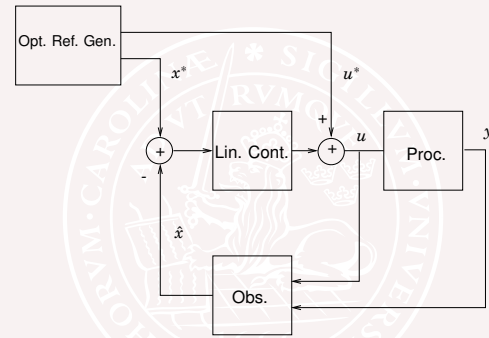 Opt. Ref. Gen.
x*
u*
+
+
Lin. Cont.
+
u
Proc.
y
-
x̂
Obs.